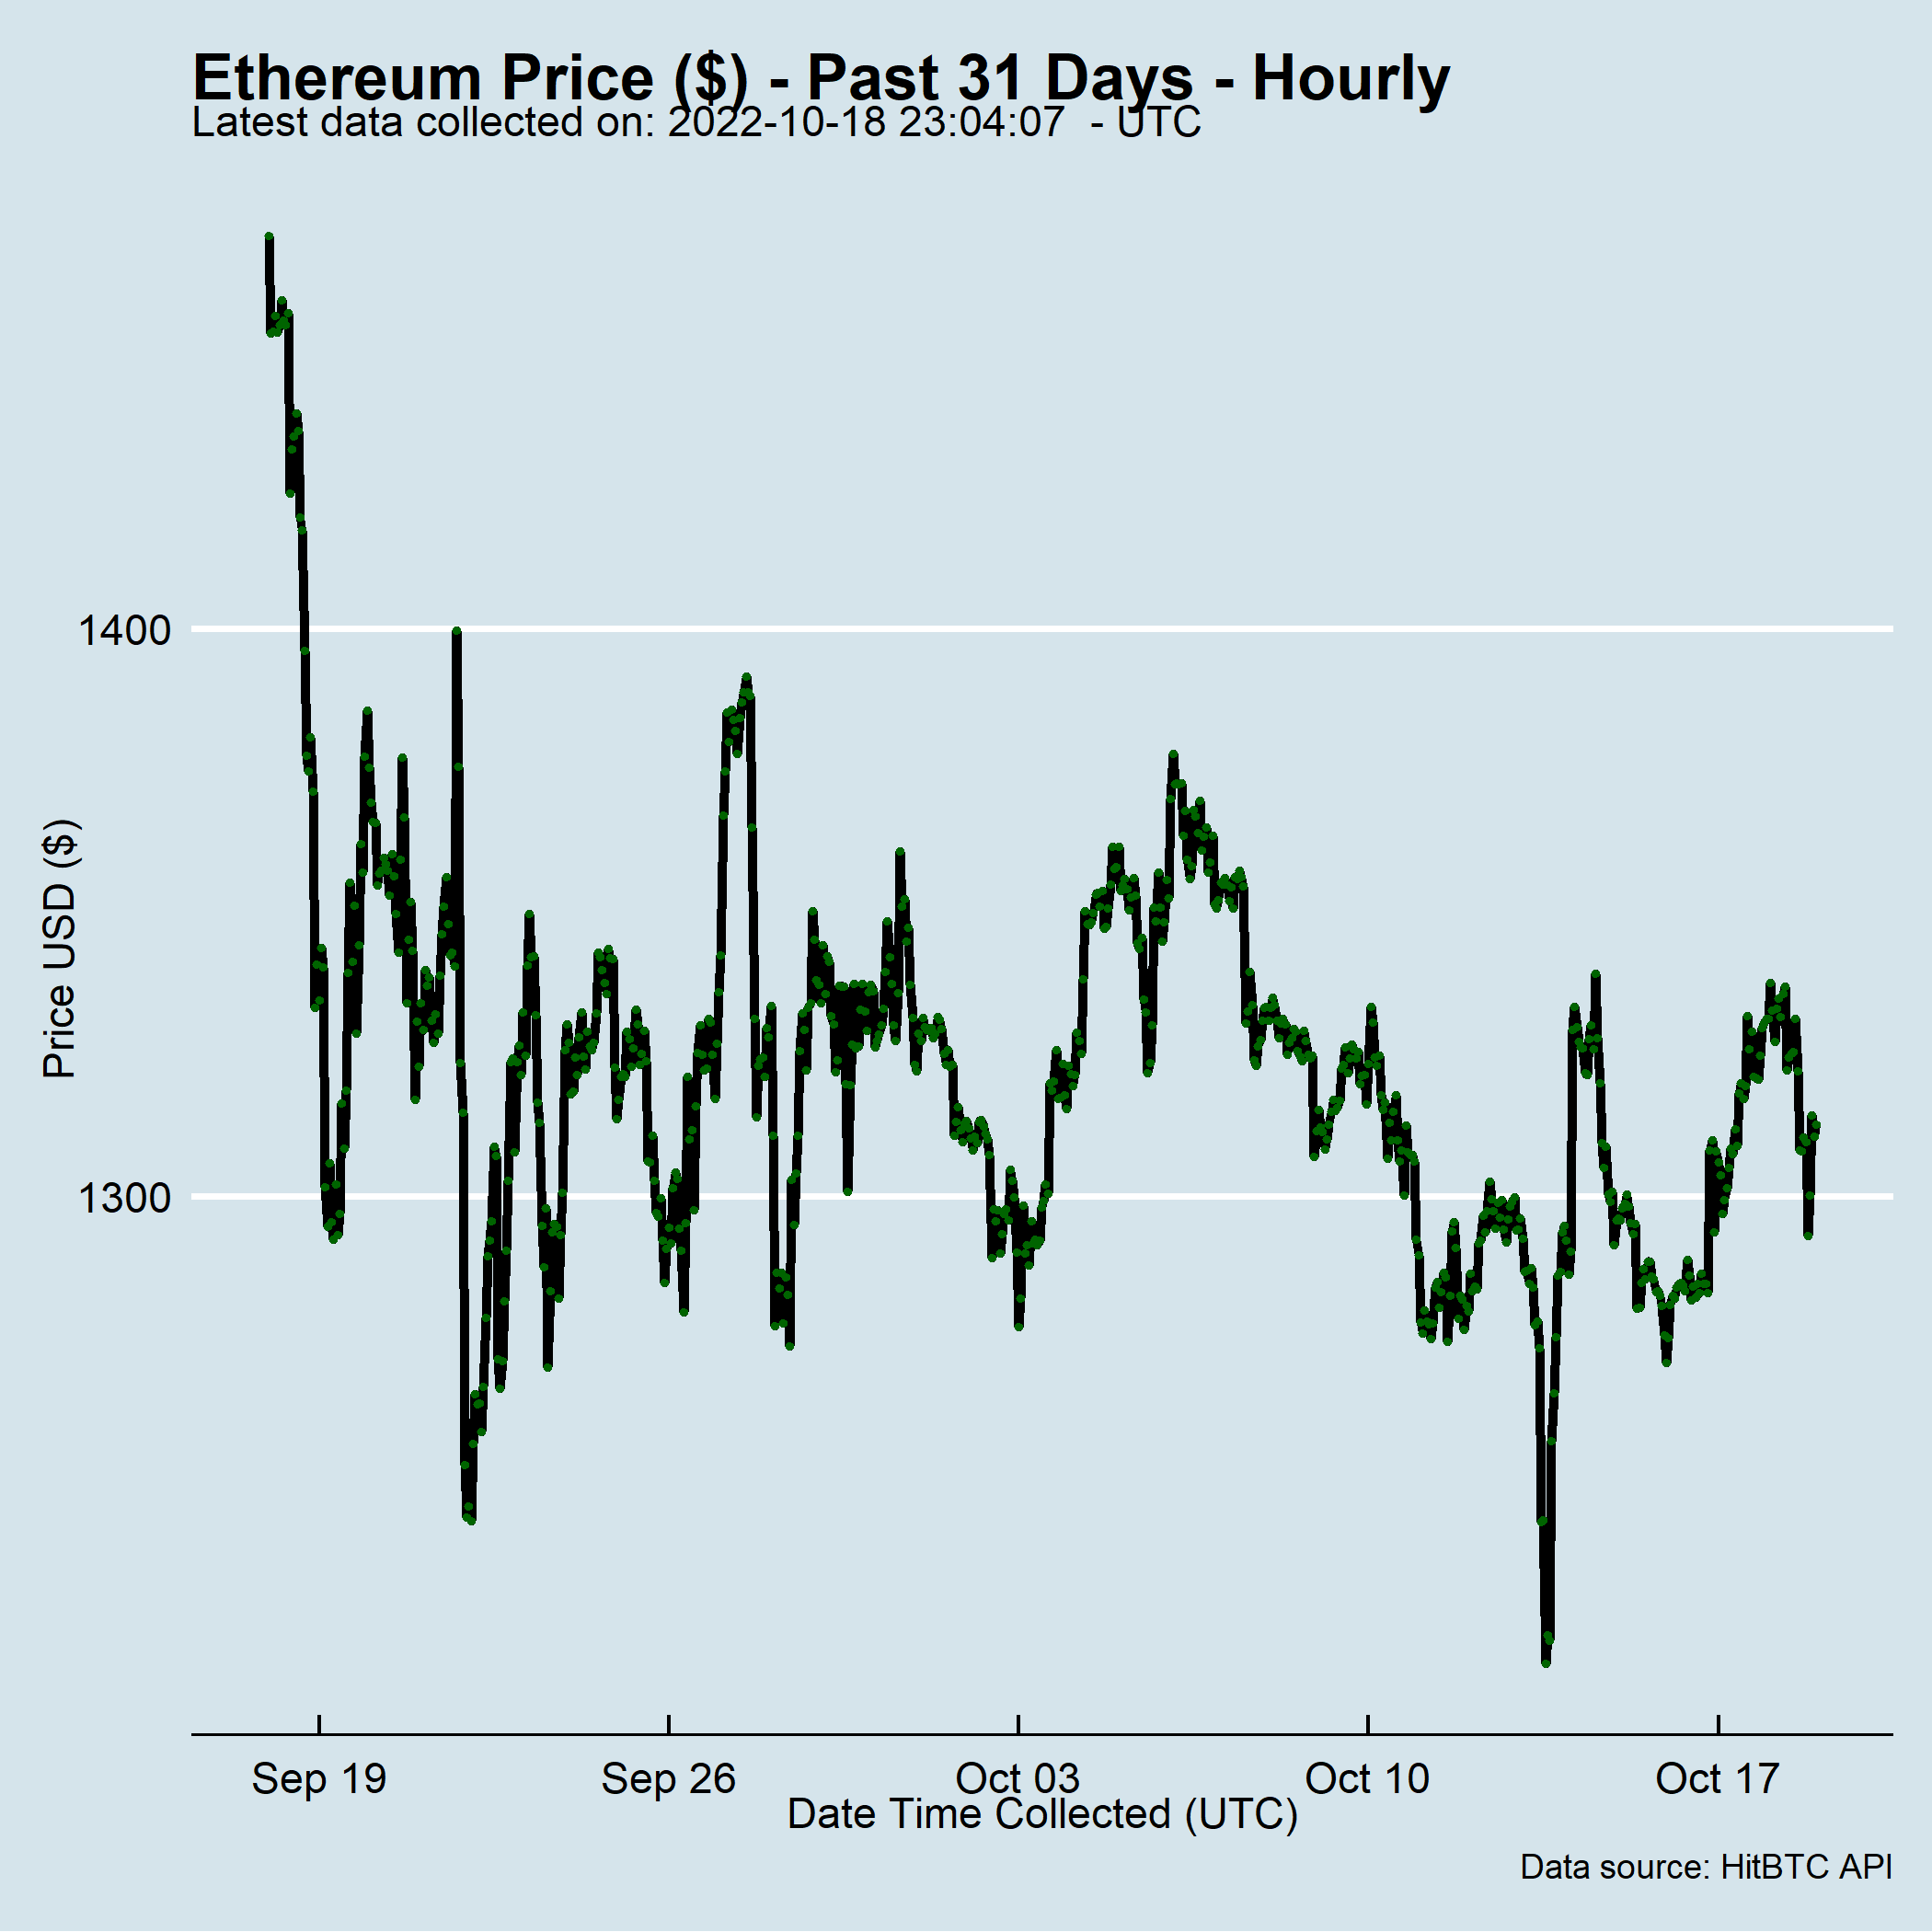 Ethereum Price ($) - Past 31 Days - Hourly
Latest data collected on: 2022-10-18 23:04:07  - UTC
1400
1300
Price USD ($)
Sep 19
Sep 26
Oct 03
Oct 10
Oct 17
Date Time Collected (UTC)
Data source: HitBTC API